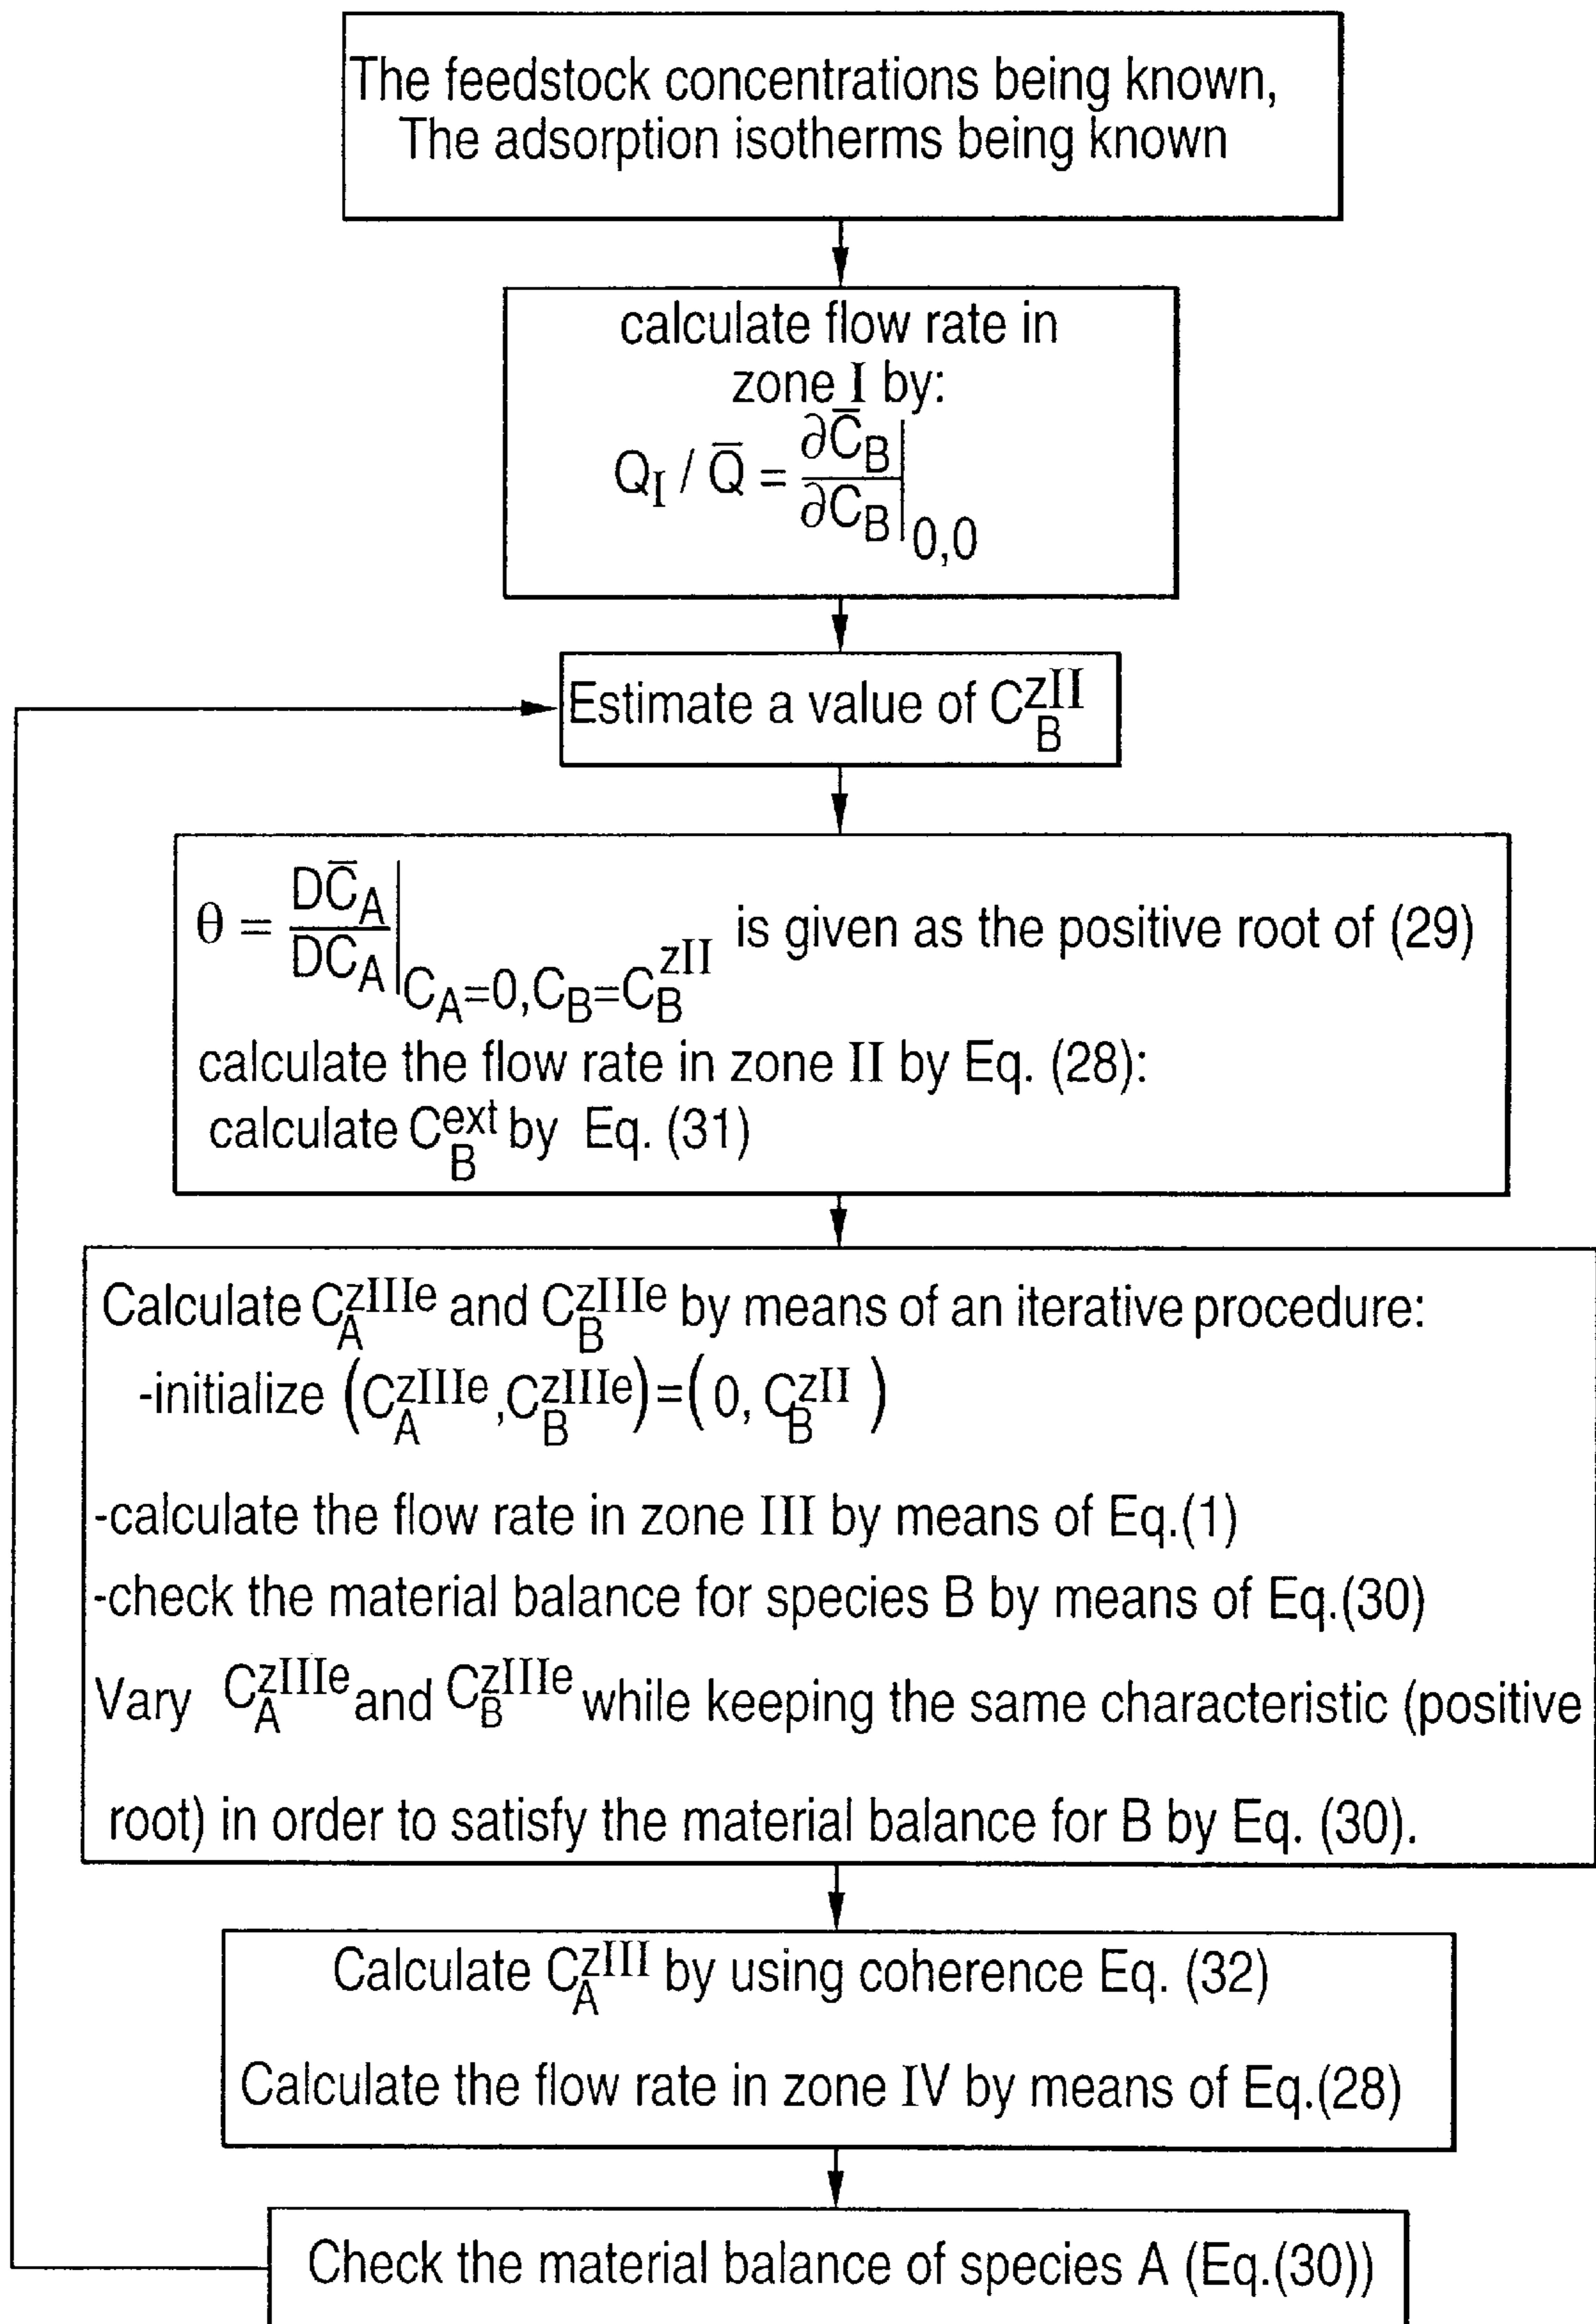 The feedstock concentrations being known,
The adsorption isotherms being known
calculate flow rate in
zone I by:
Q_I / Q̄ = ∂C̄_B/∂C_B|_0,0
Estimate a value of C_B^zII
θ = DC̄_A/DC_A|_C_A=0,C_B=C_B^zII is given as the positive root of (29)
calculate the flow rate in zone II by Eq. (28):
calculate C_B^ext by Eq. (31)
Calculate C_A^zIIIe and C_B^zIIIe by means of an iterative procedure:
-initialize (C_A^zIIIe,C_B^zIIIe)=(0, C_B^zII)
-calculate the flow rate in zone III by means of Eq.(1)
-check the material balance for species B by means of Eq.(30)
Vary C_A^zIIIe and C_B^zIIIe while keeping the same characteristic (positive
root) in order to satisfy the material balance for B by Eq. (30).
Calculate C_A^zIII by using coherence Eq. (32)
Calculate the flow rate in zone IV by means of Eq.(28)
Check the material balance of species A (Eq.(30))